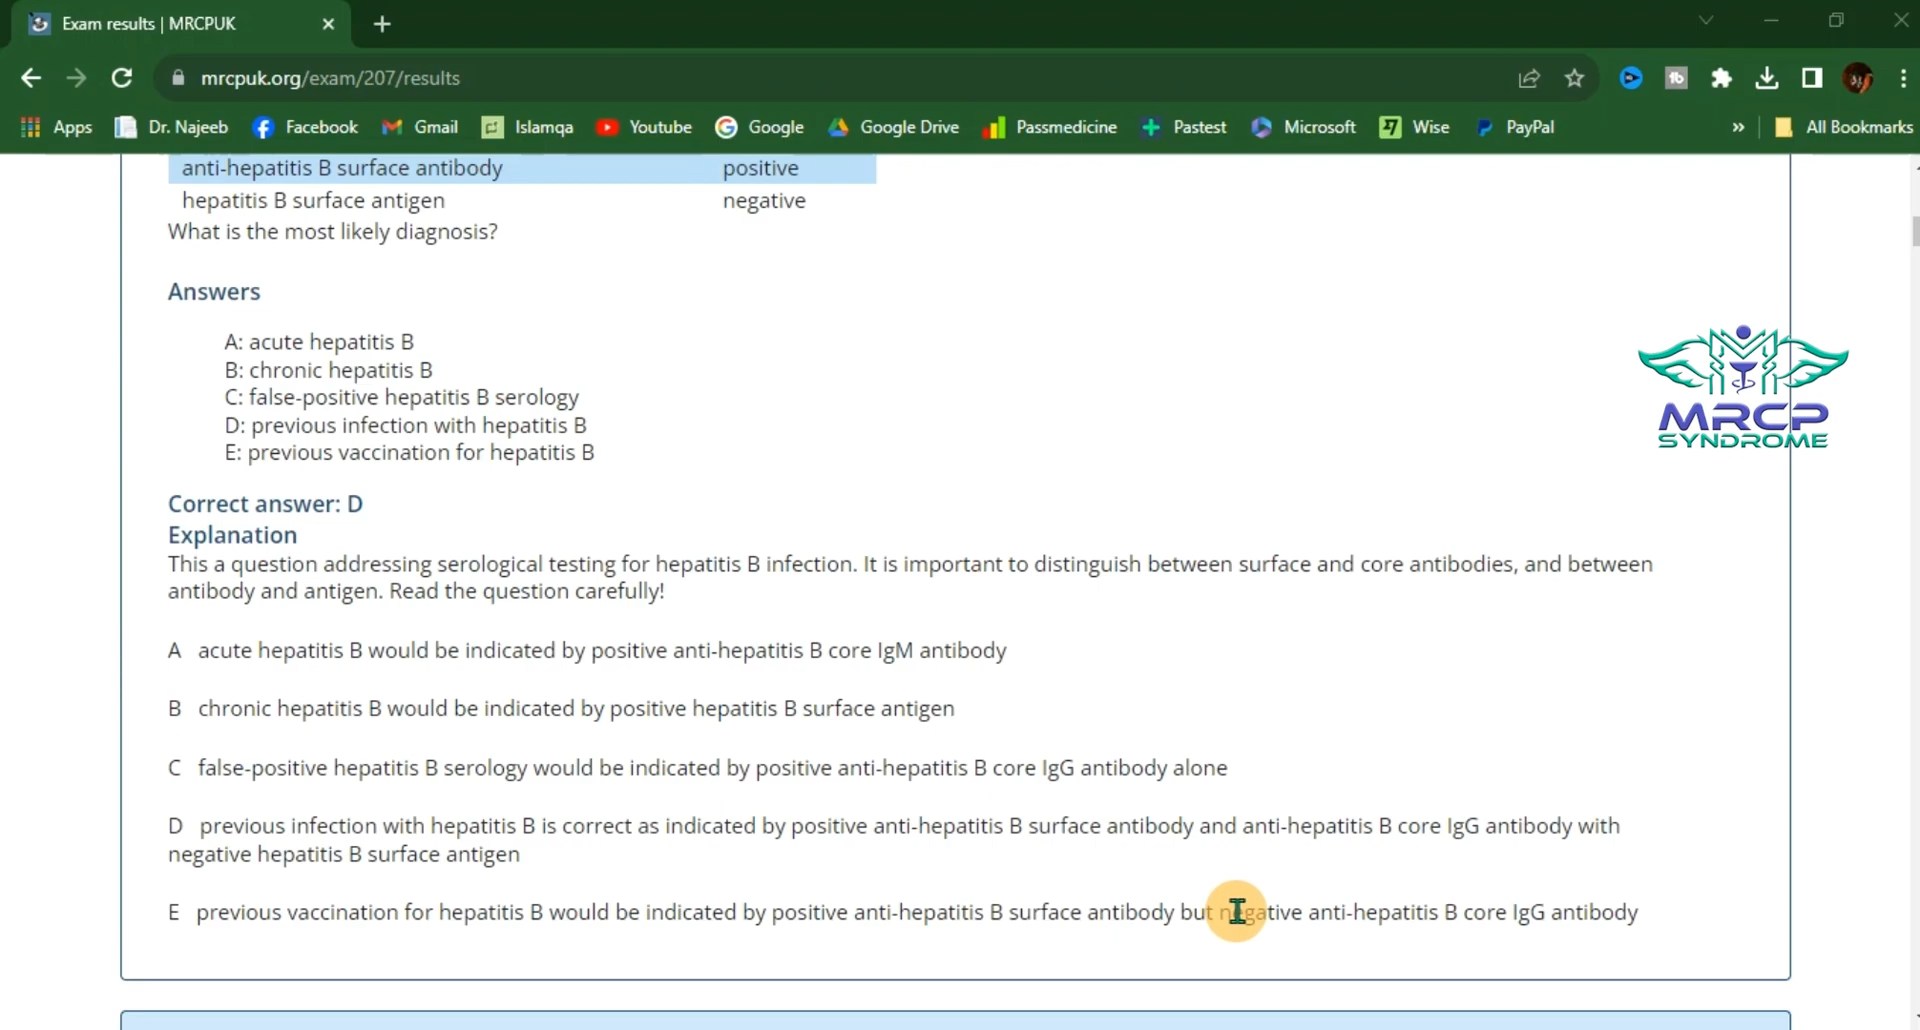 Exam results | MRCPUK
mrcpuk.org/exam/207/results
Apps Dr. Najeeb Facebook Gmail Islamqa Youtube Google Google Drive Passmedicine Pastest Microsoft Wise PayPal » All Bookmarks
anti-hepatitis B surface antibody positive
hepatitis B surface antigen negative
What is the most likely diagnosis?
Answers
A: acute hepatitis B
B: chronic hepatitis B
C: false-positive hepatitis B serology
D: previous infection with hepatitis B
E: previous vaccination for hepatitis B
MRCP
SYNDROME
Correct answer: D
Explanation
This a question addressing serological testing for hepatitis B infection. It is important to distinguish between surface and core antibodies, and between
antibody and antigen. Read the question carefully!
A acute hepatitis B would be indicated by positive anti-hepatitis B core IgM antibody
B chronic hepatitis B would be indicated by positive hepatitis B surface antigen
C false-positive hepatitis B serology would be indicated by positive anti-hepatitis B core IgG antibody alone
D previous infection with hepatitis B is correct as indicated by positive anti-hepatitis B surface antibody and anti-hepatitis B core IgG antibody with
negative hepatitis B surface antigen
E previous vaccination for hepatitis B would be indicated by positive anti-hepatitis B surface antibody but negative anti-hepatitis B core IgG antibody